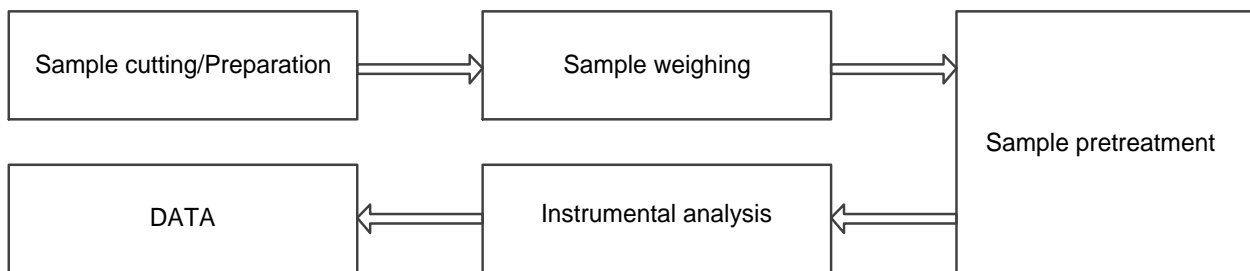 Sample cutting/Preparation
Sample weighing
Sample pretreatment
Instrumental analysis
DATA